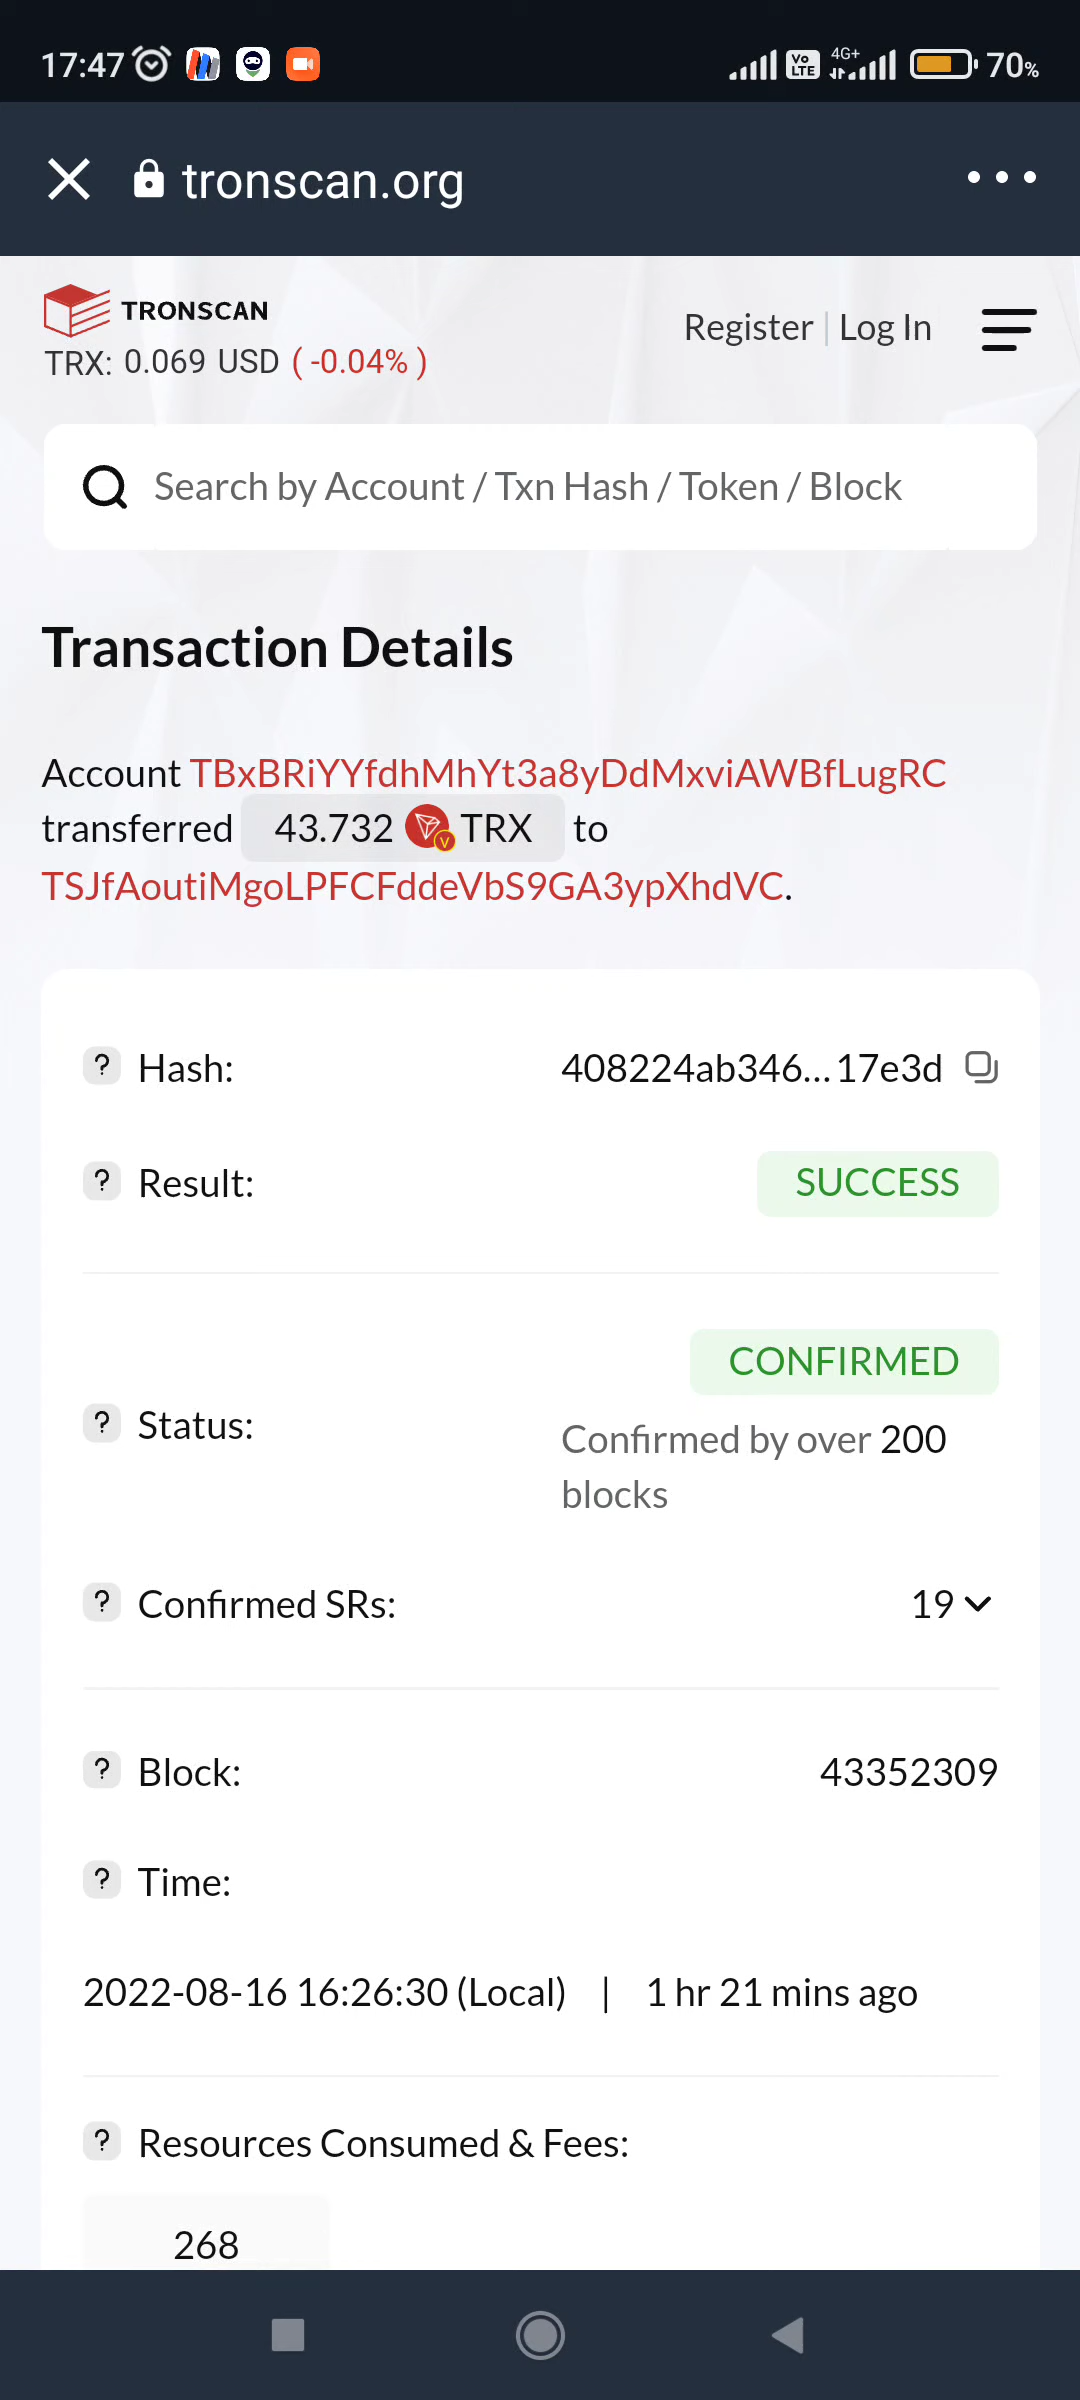 17:47 Vo LTE 4G+ 70%
tronscan.org
TRONSCAN
TRX: 0.069 USD ( -0.04% )
Register | Log In
Search by Account / Txn Hash / Token / Block
Transaction Details
Account TBxBRiYYfdhMhYt3a8yDdMxviAWBfLugRC
transferred 43.732 TRX to
TSJfAoutiMgoLPFCFddeVbS9GA3ypXhdVC.
? Hash: 408224ab346...17e3d
? Result: SUCCESS
CONFIRMED
? Status: Confirmed by over 200
blocks
? Confirmed SRs: 19
? Block: 43352309
? Time:
2022-08-16 16:26:30 (Local) | 1 hr 21 mins ago
? Resources Consumed & Fees:
268